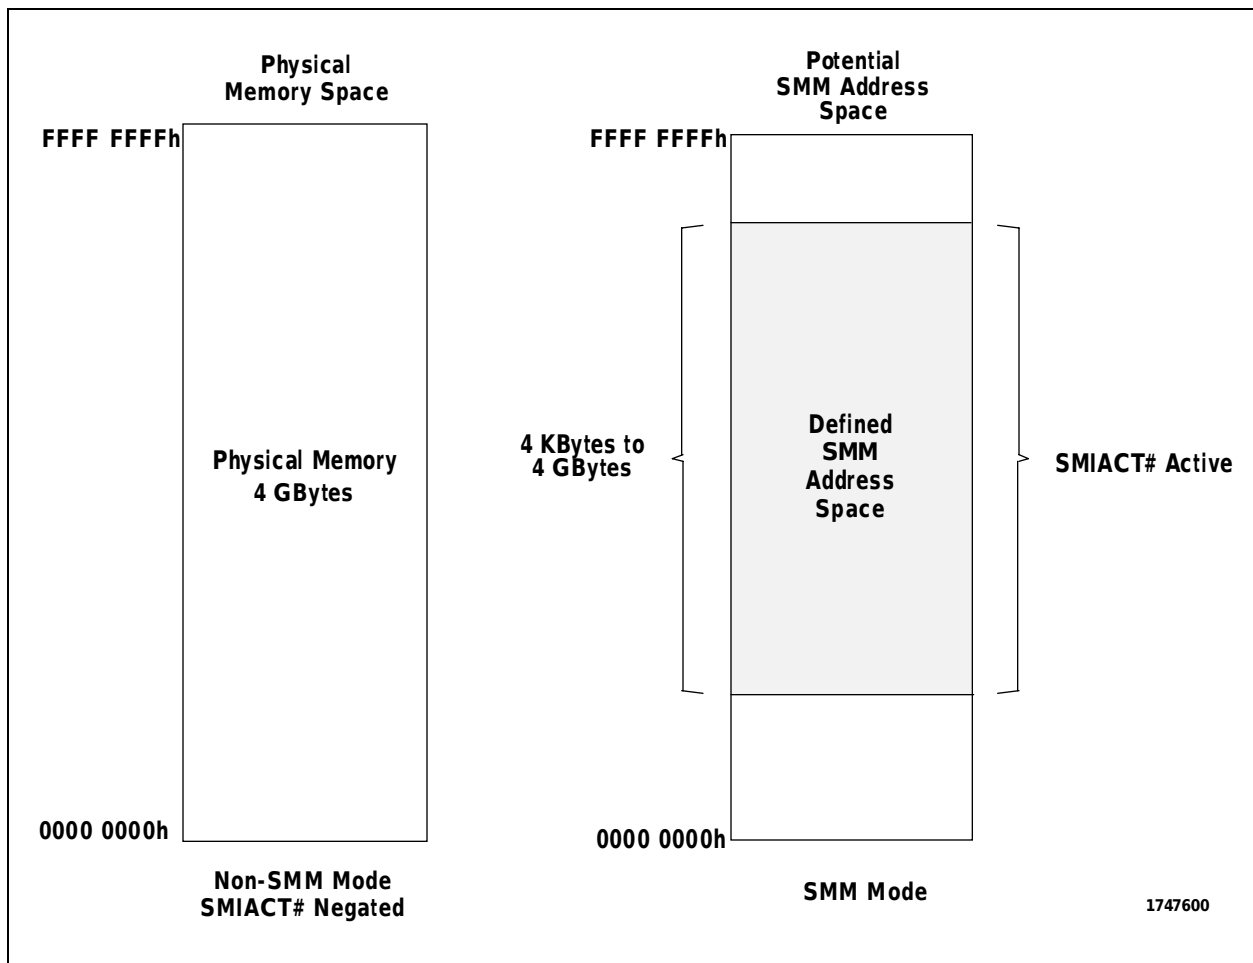 Physical
Memory Space
FFFF FFFFh
Physical Memory
4 GBytes
0000 0000h
Non-SMM Mode
SMIACT# Negated
Potential
SMM Address
Space
FFFF FFFFh
4 KBytes to
4 GBytes
Defined
SMM
Address
Space
SMIACT# Active
0000 0000h
SMM Mode
1747600